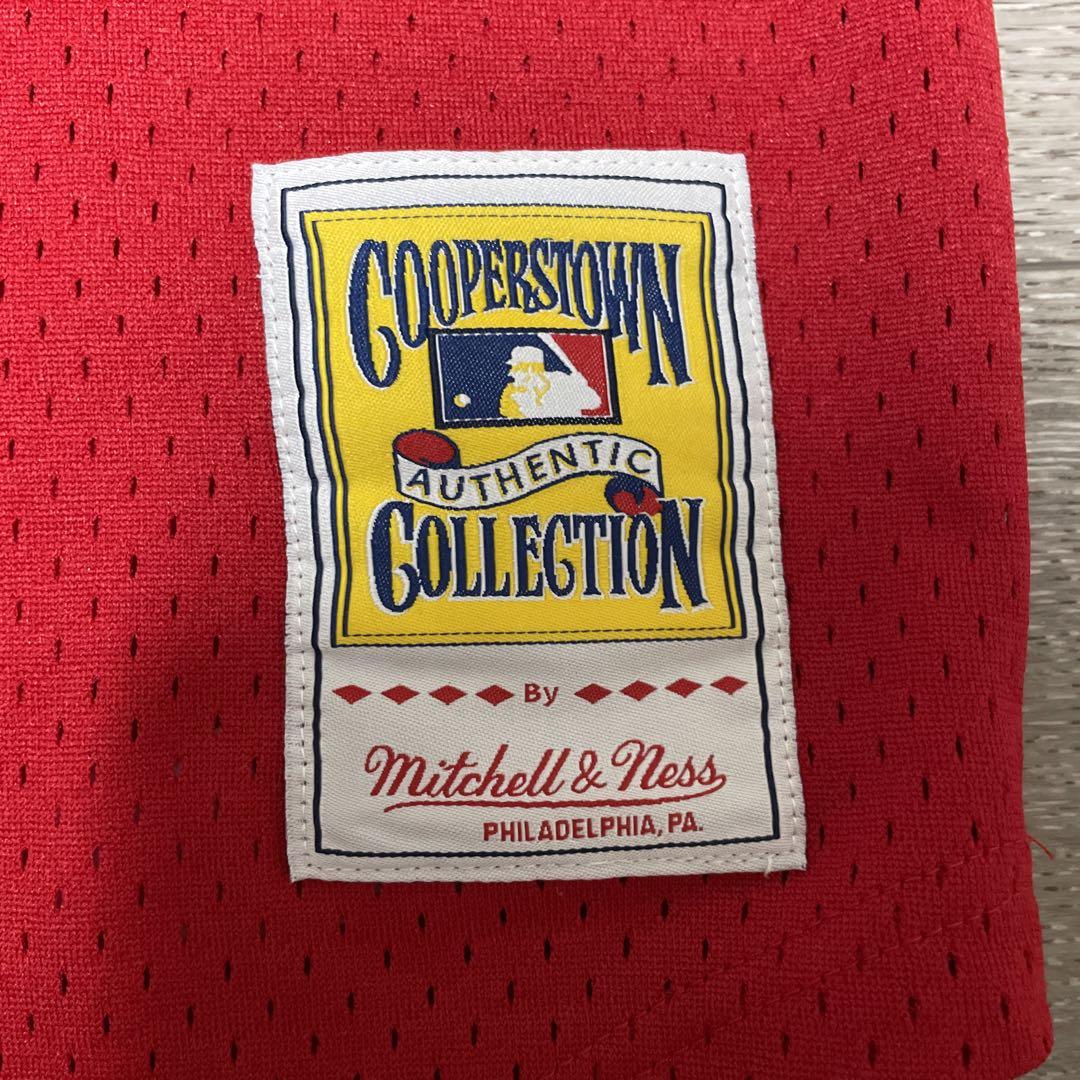 COOPERSTOWN
AUTHENTIC
COLLECTION
By
Mitchell & Ness
PHILADELPHIA, PA.